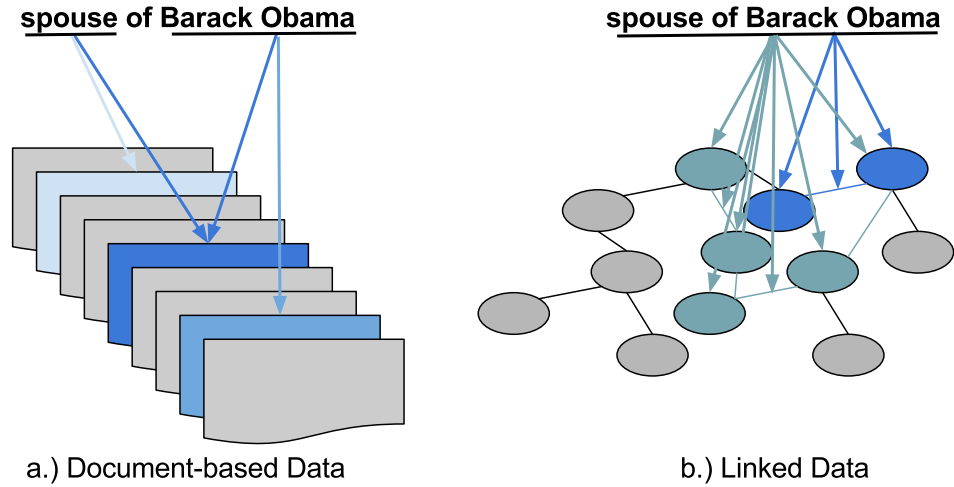 spouse of Barack Obama
spouse of Barack Obama
a.) Document-based Data
b.) Linked Data